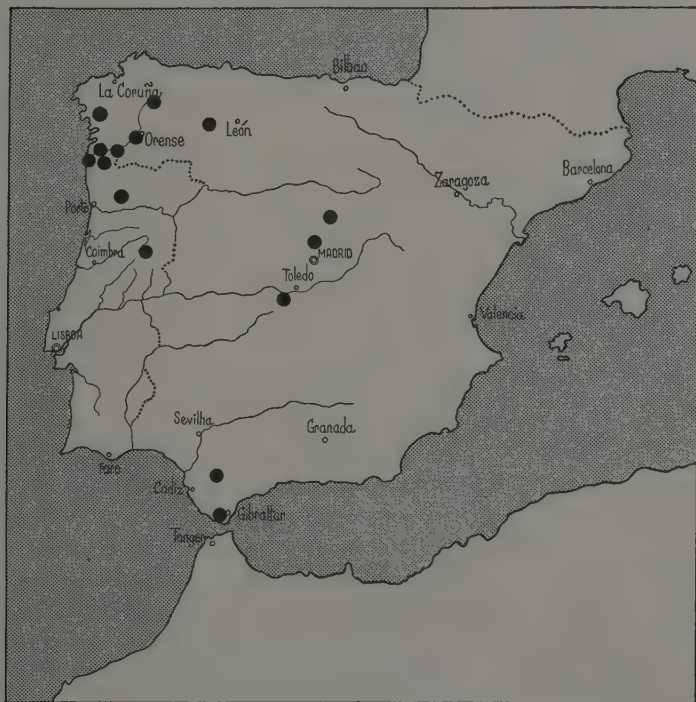 Bilbao
La Coruña
León
Orense
Zaragoza
Barcelona
Porto
Coimbra
MADRID
Toledo
Valencia
LISBOA
Sevilha
Granada
Faro
Cadiz
Gibraltar
Tanger